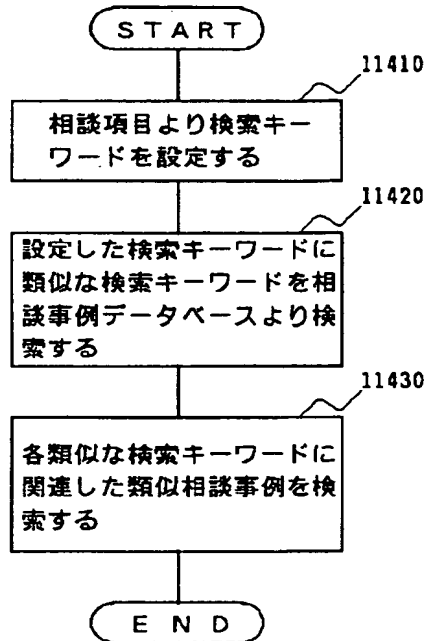 START
11410
相談項目より検索キー
ワードを設定する
11420
設定した検索キーワードに
類似な検索キーワードを相
談事例データベースより検
索する
11430
各類似な検索キーワードに
関連した類似相談事例を検
索する
END